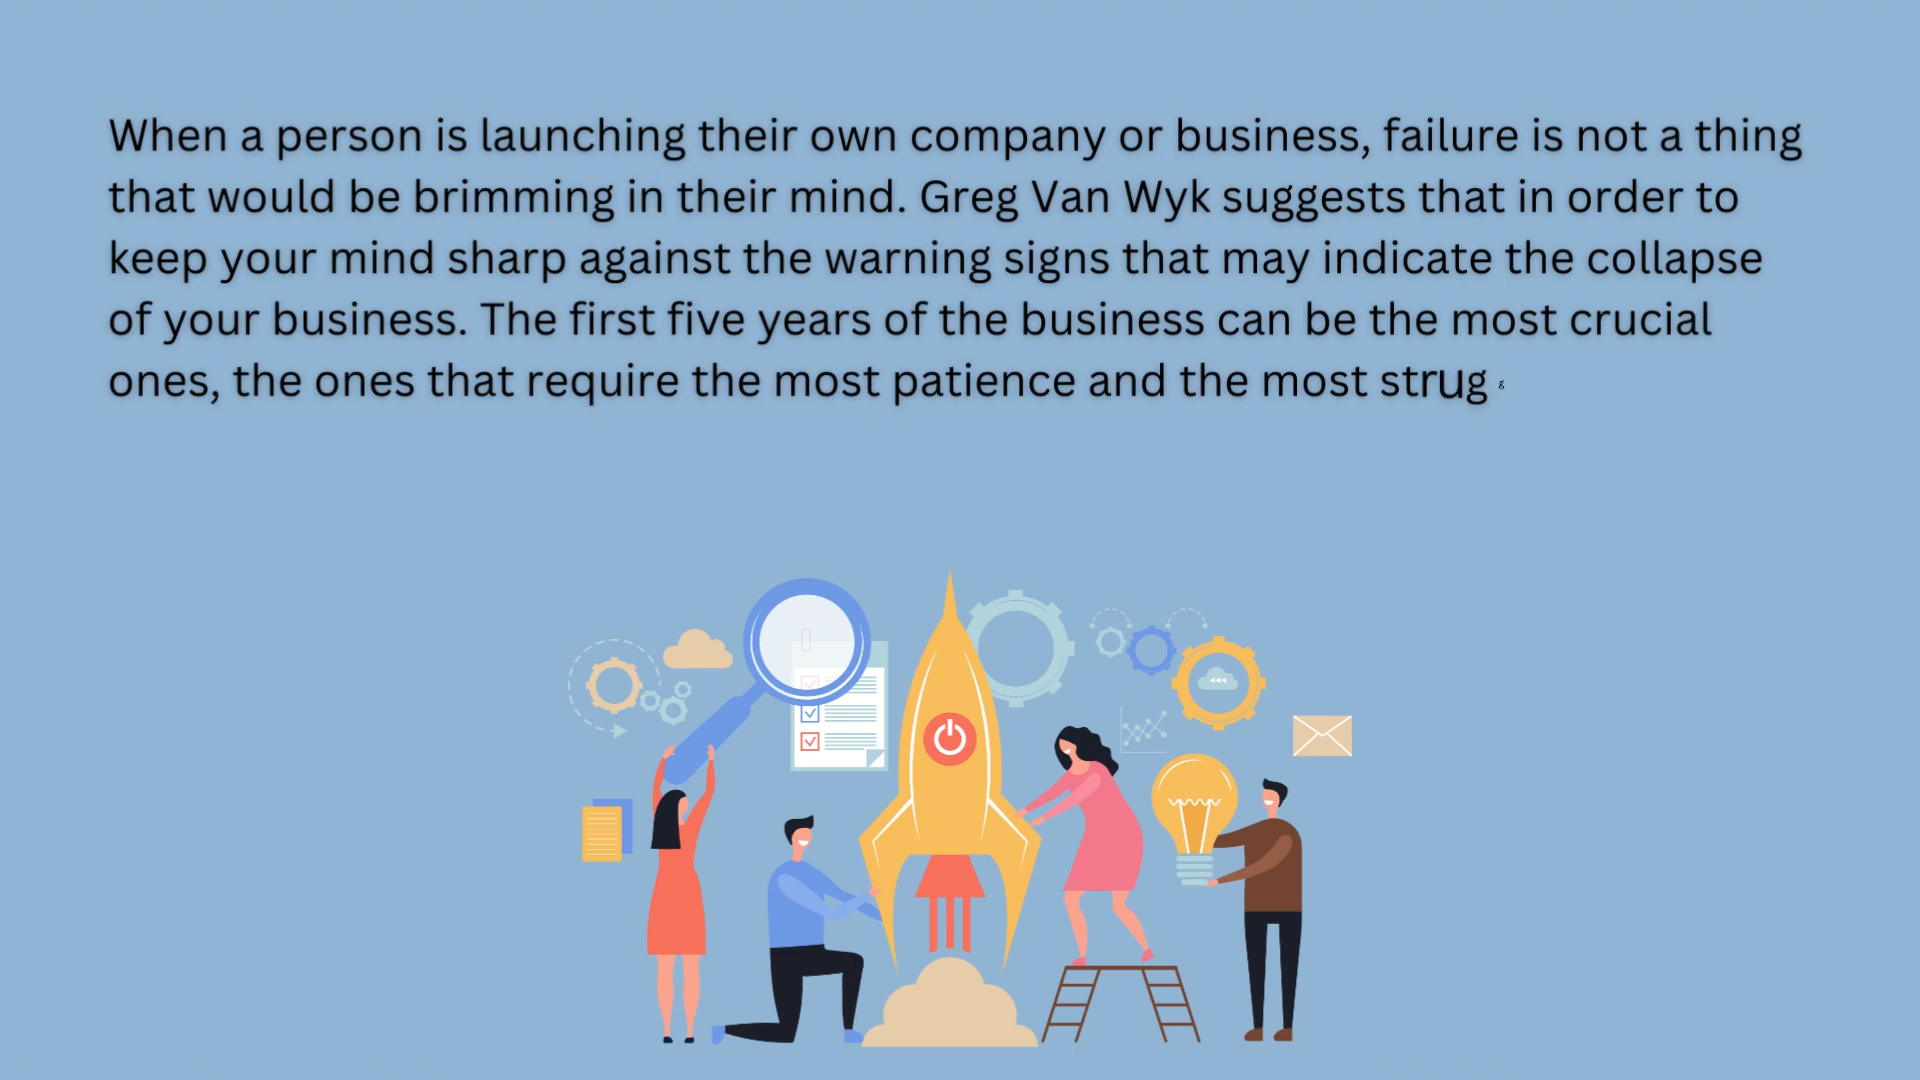 When a person is launching their own company or business, failure is not a thing
that would be brimming in their mind. Greg Van Wyk suggests that in order to
keep your mind sharp against the warning signs that may indicate the collapse
of your business. The first five years of the business can be the most crucial
ones, the ones that require the most patience and the most strugg